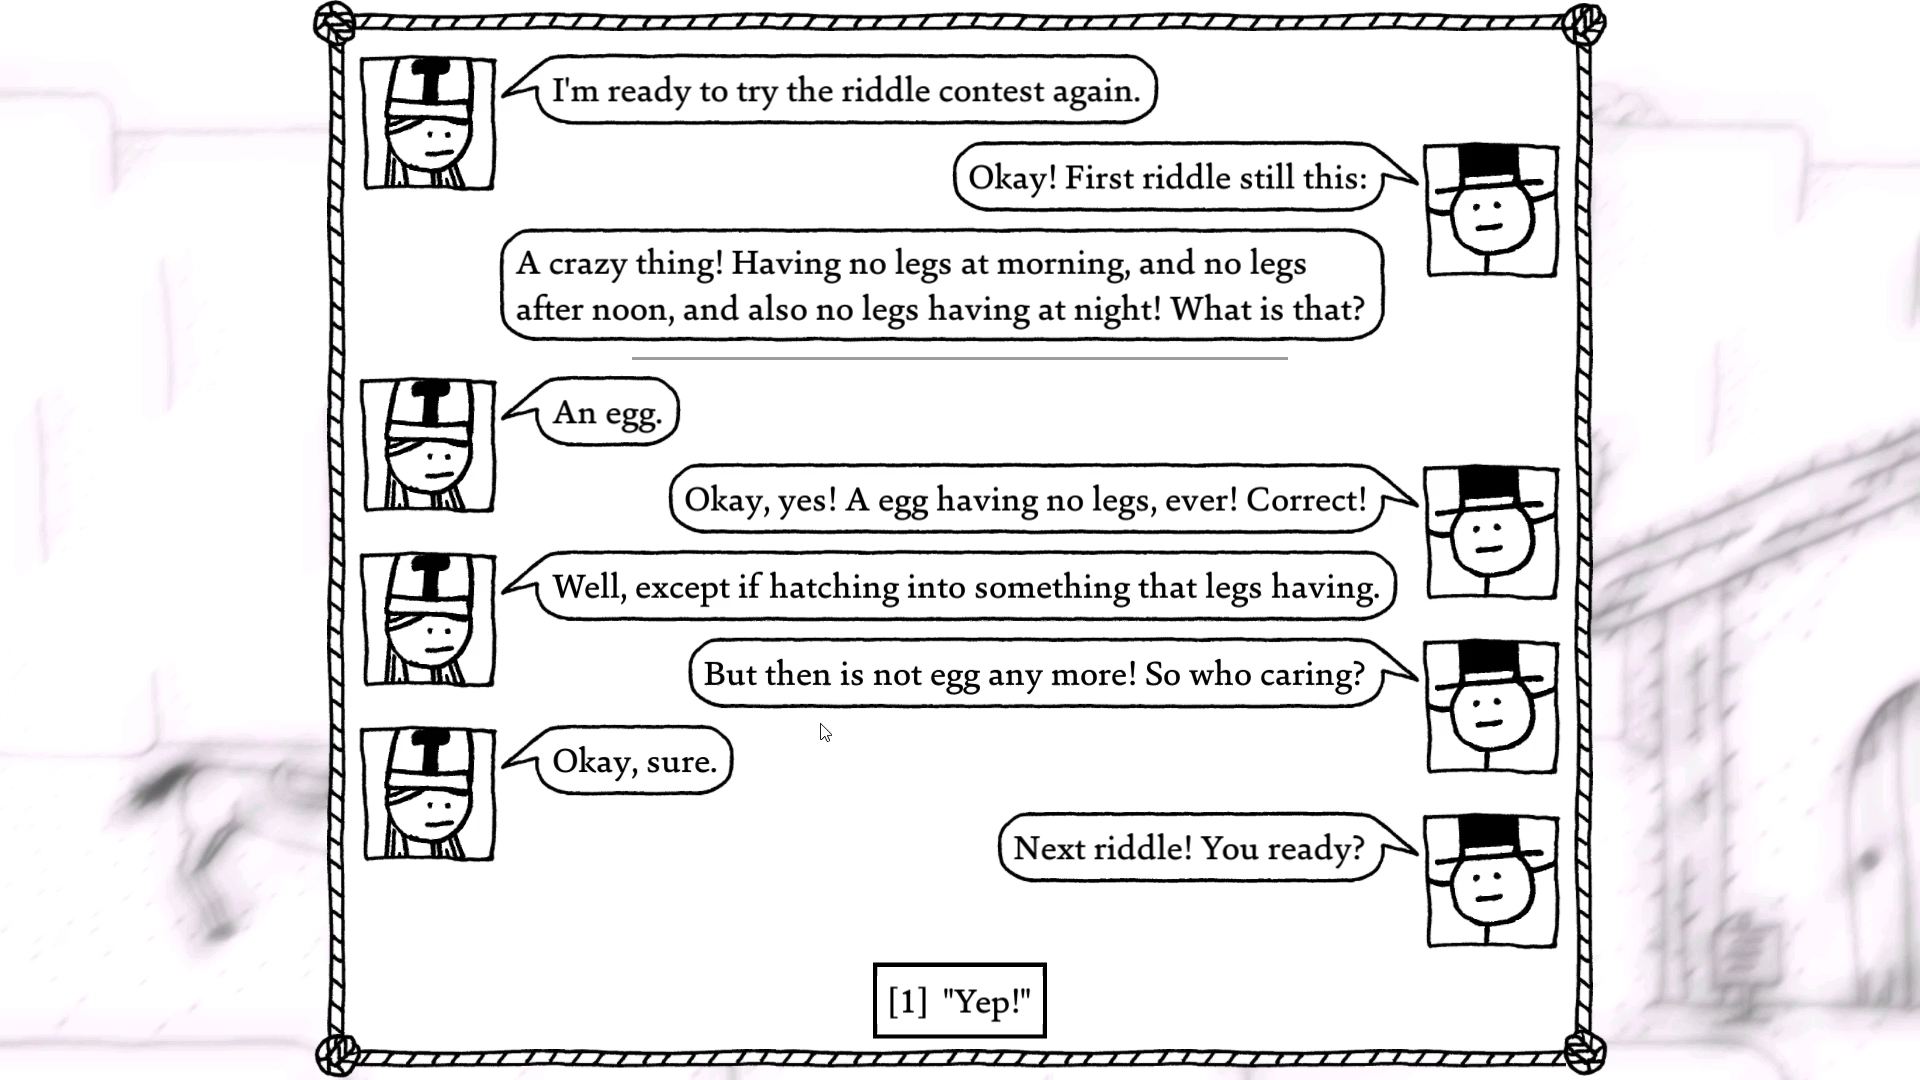 I'm ready to try the riddle contest again.
Okay! First riddle still this:
A crazy thing! Having no legs at morning, and no legs
after noon, and also no legs having at night! What is that?
An egg.
Okay, yes! A egg having no legs, ever! Correct!
Well, except if hatching into something that legs having.
But then is not egg any more! So who caring?
Okay, sure.
Next riddle! You ready?
[1] "Yep!"